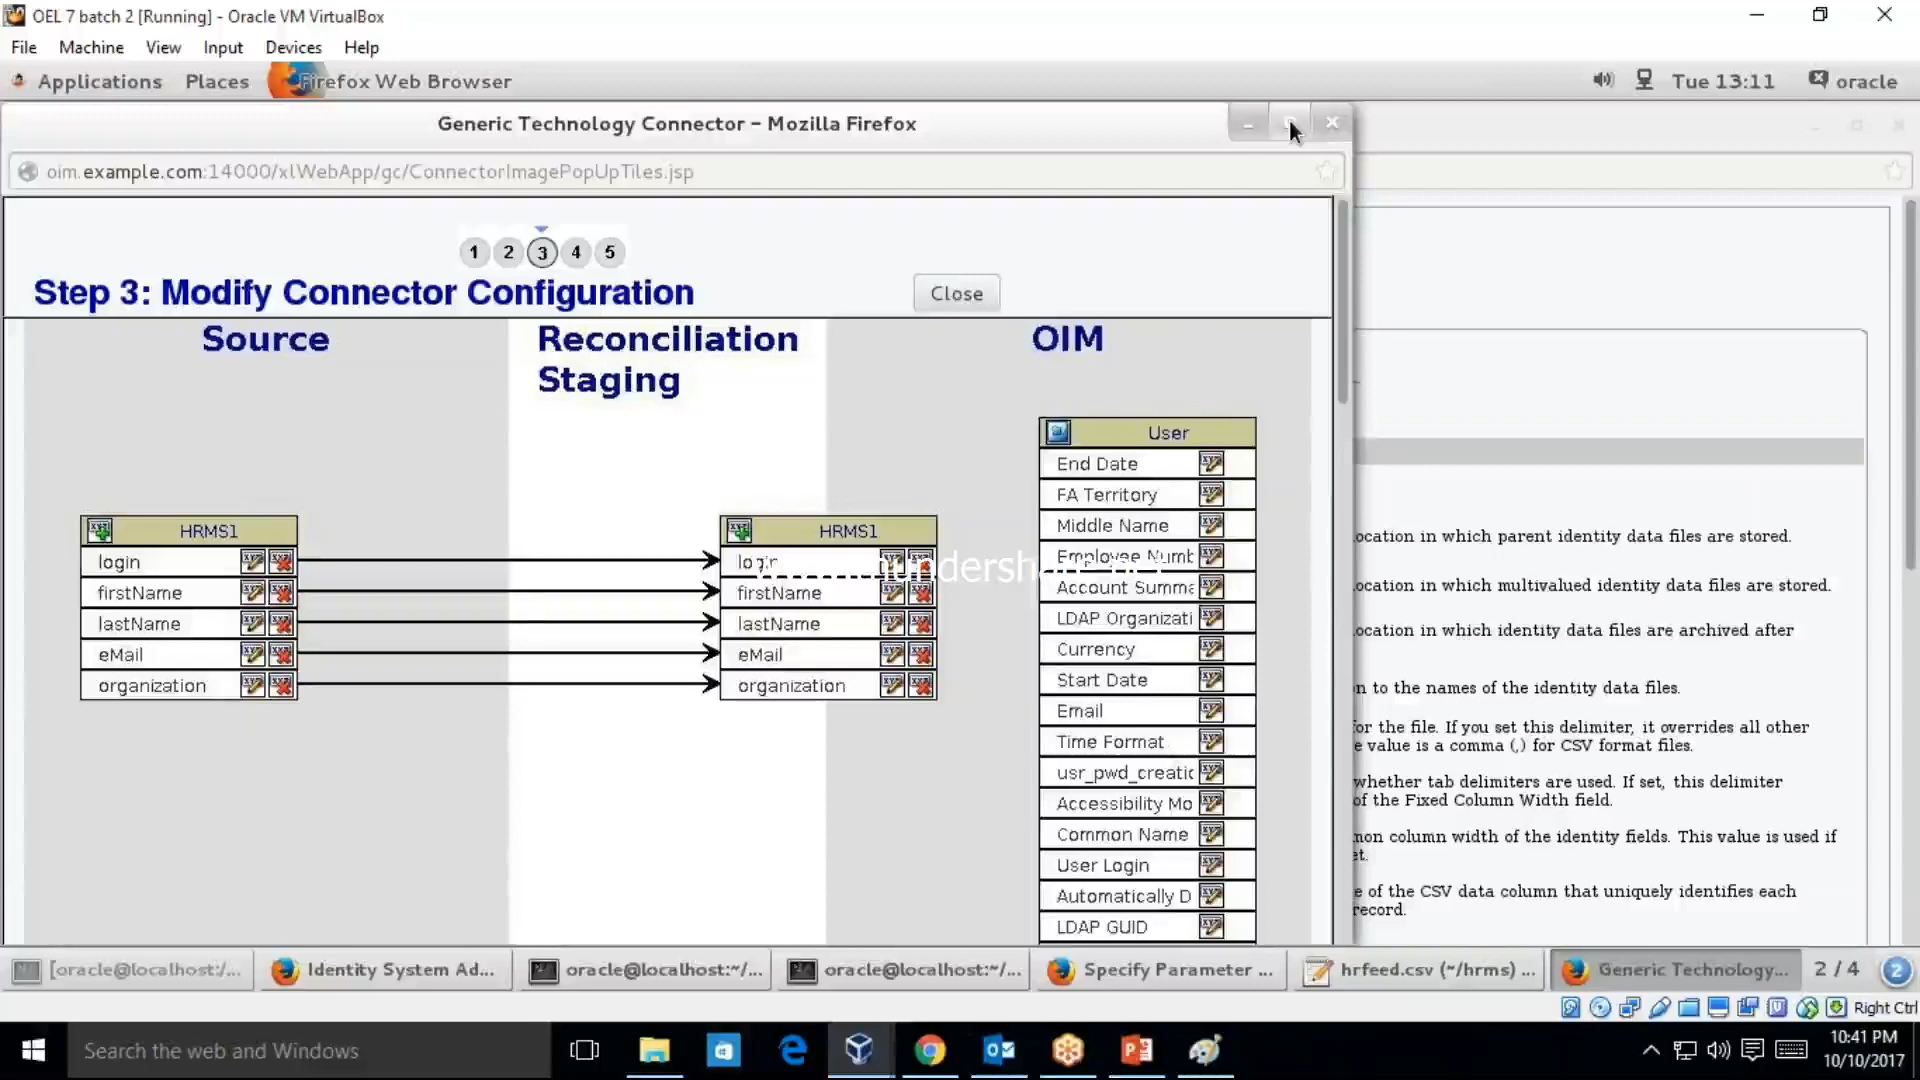 OEL 7 batch 2 [Running] - Oracle VM VirtualBox
File Machine View Input Devices Help
Applications Places Firefox Web Browser Tue 13:11 oracle
Generic Technology Connector – Mozilla Firefox
oim.example.com:14000/xlWebApp/gc/ConnectorImagePopUpTiles.jsp
1 2 3 4 5
Step 3: Modify Connector Configuration
Close
Source
Reconciliation
Staging
OIM
HRMS1
login
firstName
lastName
eMail
organization
HRMS1
login
firstName
lastName
eMail
organization
User
End Date
FA Territory
Middle Name
Employee Numb
Account Summa
LDAP Organizati
Currency
Start Date
Email
Time Format
usr_pwd_creatic
Accessibility Mo
Common Name
User Login
Automatically D
LDAP GUID
ocation in which parent identity data files are stored.
ocation in which multivalued identity data files are stored.
ocation in which identity data files are archived after
n to the names of the identity data files.
for the file. If you set this delimiter, it overrides all other
e value is a comma (,) for CSV format files.
whether tab delimiters are used. If set, this delimiter
of the Fixed Column Width field.
mon column width of the identity fields. This value is used if
et.
e of the CSV data column that uniquely identifies each
record.
[oracle@localhost:/... Identity System Ad... oracle@localhost:~/... oracle@localhost:~/... Specify Parameter ... hrfeed.csv (~/hrms) ... Generic Technology... 2 / 4 2
Right Ctrl
Search the web and Windows
10:41 PM
10/10/2017